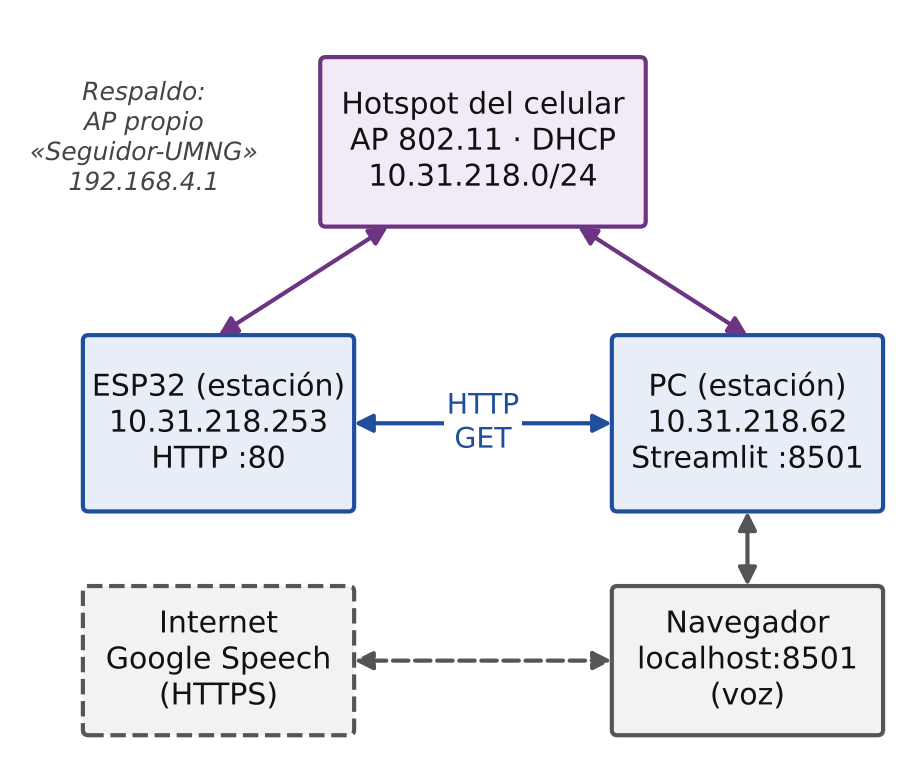 Respaldo:
AP propio
«Seguidor-UMNG»
192.168.4.1
Hotspot del celular
AP 802.11 · DHCP
10.31.218.0/24
ESP32 (estación)
10.31.218.253
HTTP :80
HTTP
GET
PC (estación)
10.31.218.62
Streamlit :8501
Internet
Google Speech
(HTTPS)
Navegador
localhost:8501
(voz)